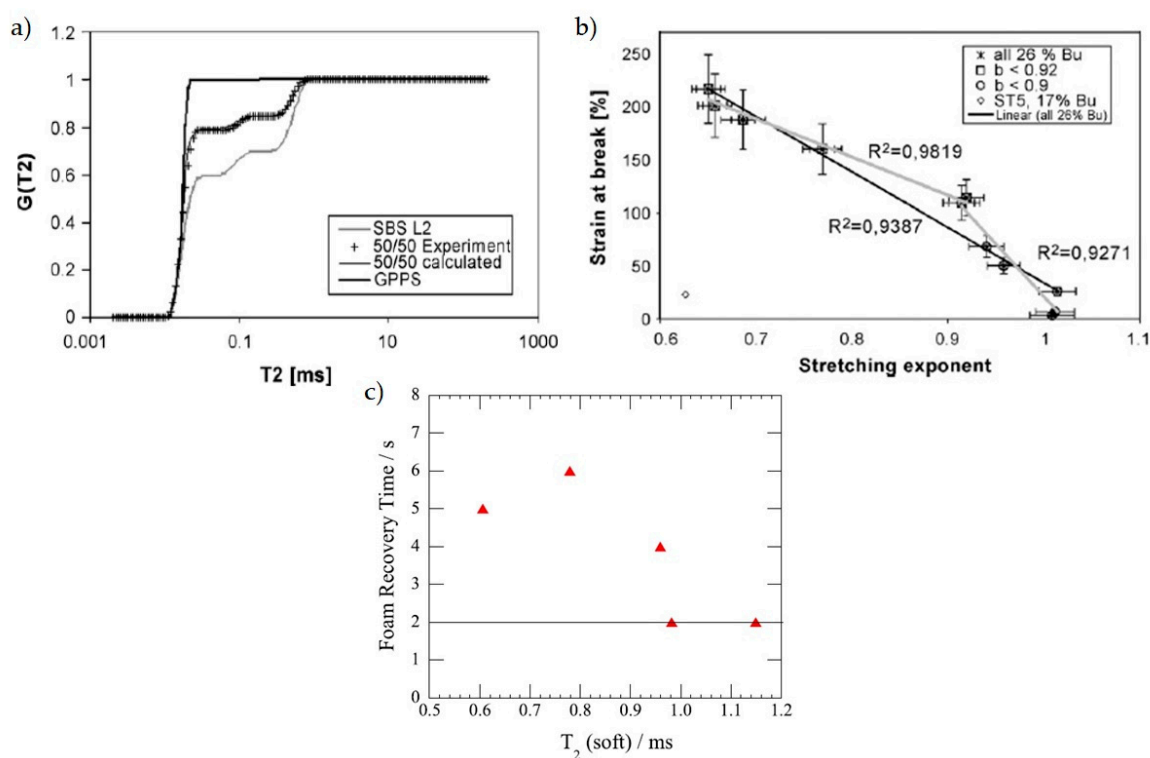 a)
1.2
1
0.8
0.6
0.4
0.2
0
G(T2)
0.001
0.1
10
1000
T2 [ms]
SBS L2
50/50 Experiment
50/50 calculated
GPPS
b)
250
200
150
100
50
0
Strain at break [%]
0.6
0.7
0.8
0.9
1
1.1
Stretching exponent
all 26 % Bu
b < 0.92
b < 0.9
ST5, 17% Bu
Linear (all 26% Bu)
R²=0,9819
R²=0,9387
R²=0,9271
c)
8
7
6
5
4
3
2
1
0
Foam Recovery Time / s
0.5
0.6
0.7
0.8
0.9
1.0
1.1
1.2
T2 (soft) / ms